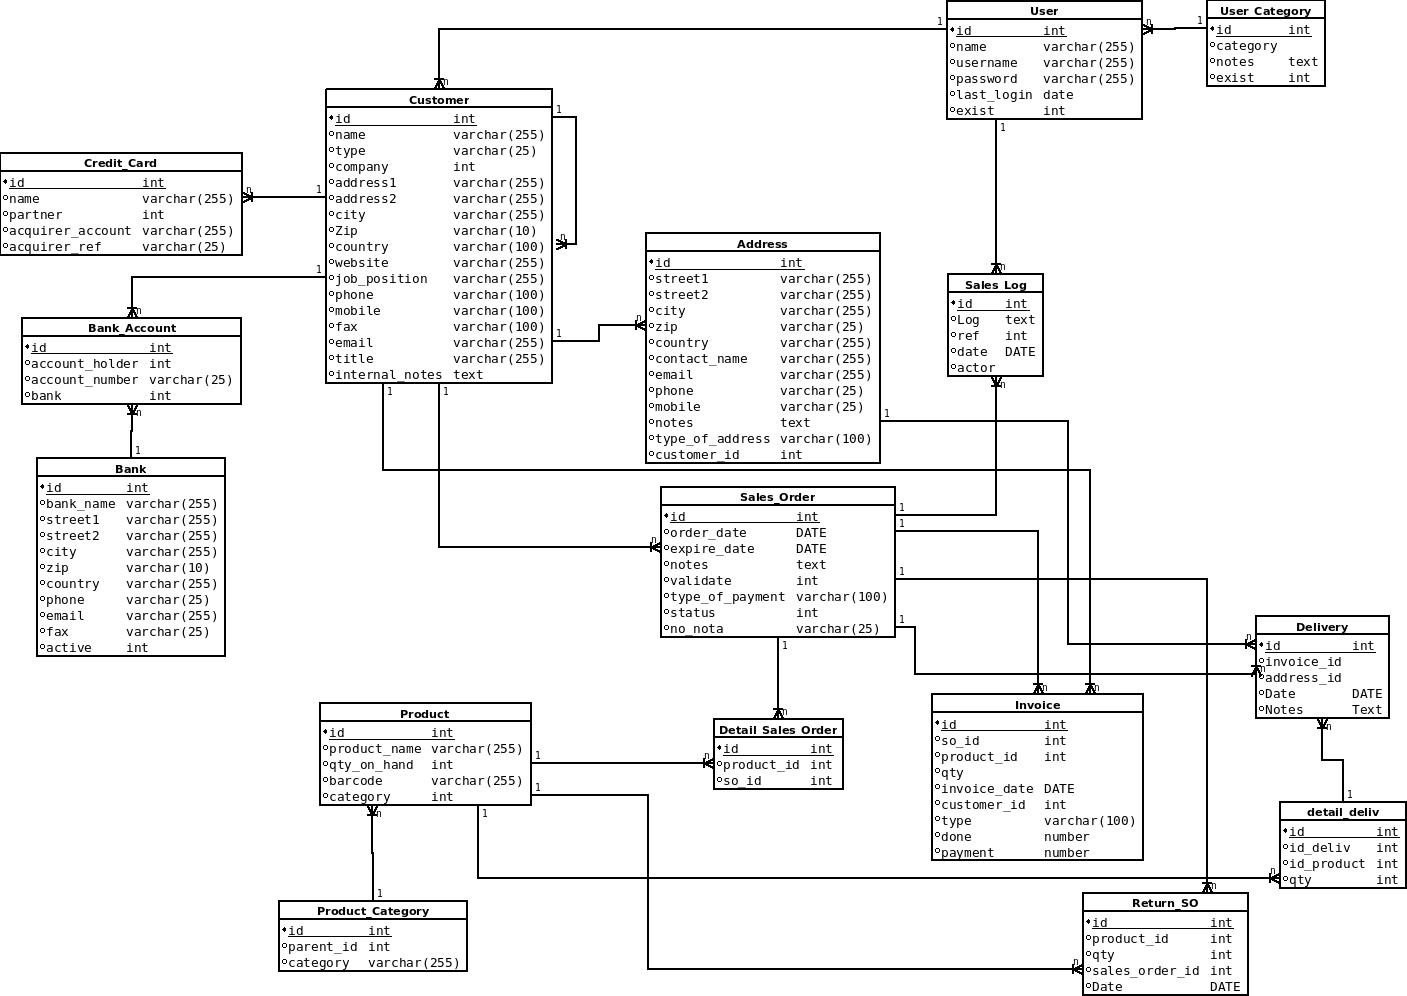 User
id int
name varchar(255)
username varchar(255)
password varchar(255)
last_login date
exist int
User Category
id int
category
notes text
exist int
1
n
1
n
1
Customer
id int
name varchar(255)
type varchar(25)
company int
address1 varchar(255)
address2 varchar(255)
city varchar(255)
Zip varchar(10)
country varchar(100)
website varchar(255)
job_position varchar(255)
phone varchar(100)
mobile varchar(100)
fax varchar(100)
email varchar(255)
title varchar(255)
internal_notes text
1
n
1
n
1
1
Credit_Card
id int
name varchar(255)
partner int
acquirer_account varchar(255)
acquirer_ref varchar(25)
n
1
1
n
Bank_Account
id int
account_holder int
account_number varchar(25)
bank int
n
1
Bank
id int
bank_name varchar(255)
street1 varchar(255)
street2 varchar(255)
city varchar(255)
zip varchar(10)
country varchar(255)
phone varchar(25)
email varchar(255)
fax varchar(25)
active int
Address
id int
street1 varchar(255)
street2 varchar(255)
city varchar(255)
zip varchar(25)
country varchar(255)
contact_name varchar(255)
email varchar(255)
phone varchar(25)
mobile varchar(25)
notes text
type_of_address varchar(100)
customer_id int
1
n
Sales Log
id int
Log text
ref int
date DATE
actor
n
1
n
Sales_Order
id int
order_date DATE
expire_date DATE
notes text
validate int
type_of_payment varchar(100)
status int
no_nota varchar(25)
1
1
1
1
1
n
Delivery
id int
invoice_id
address_id
Date DATE
Notes Text
n
n
n
1
Invoice
id int
so_id int
product_id int
qty
invoice_date DATE
customer_id int
type varchar(100)
done number
payment number
n
n
Product
id int
product_name varchar(255)
qty_on_hand int
barcode varchar(255)
category int
1
1
n
1
n
Detail Sales Order
id int
product_id int
so_id int
n
1
Product_Category
id int
parent_id int
category varchar(255)
detail_deliv
id int
id_deliv int
id_product int
qty int
n
n
Return_SO
id int
product_id int
qty int
sales_order_id int
Date DATE